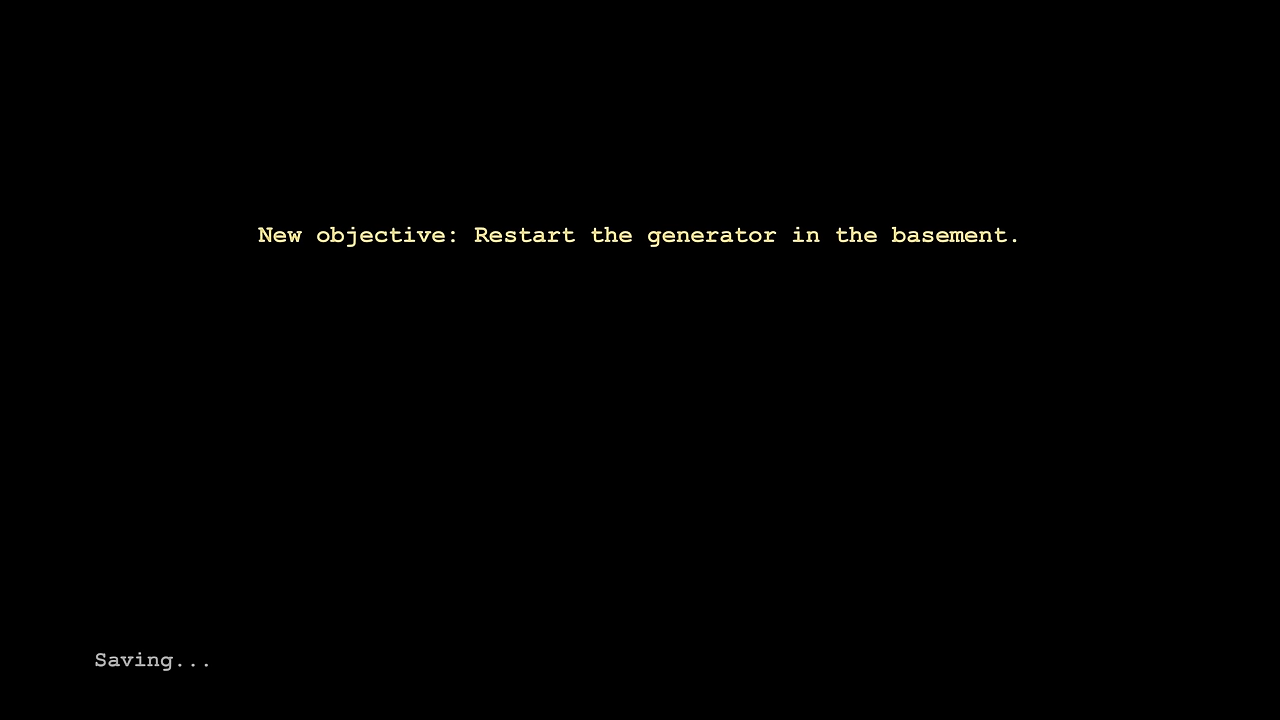 New objective: Restart the generator in the basement.
Saving...